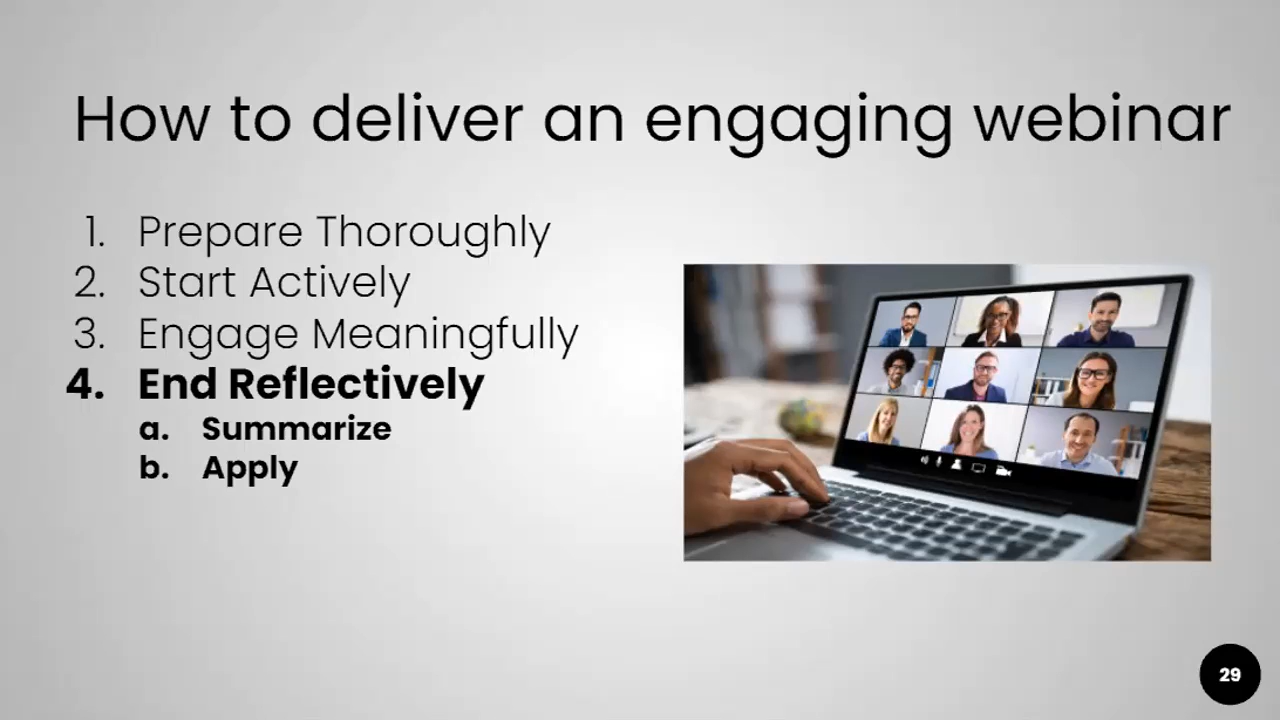 How to deliver an engaging webinar
1. Prepare Thoroughly
2. Start Actively
3. Engage Meaningfully
4. End Reflectively
a. Summarize
b. Apply
29